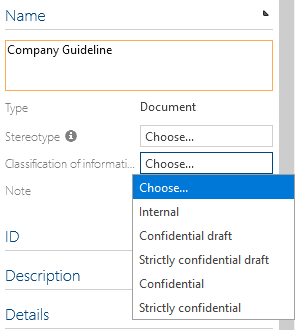 Name
Company Guideline
Type Document
Stereotype Choose...
Classification of informati... Choose...
Note Choose...
Internal
ID Confidential draft
Strictly confidential draft
Description Confidential
Details Strictly confidential